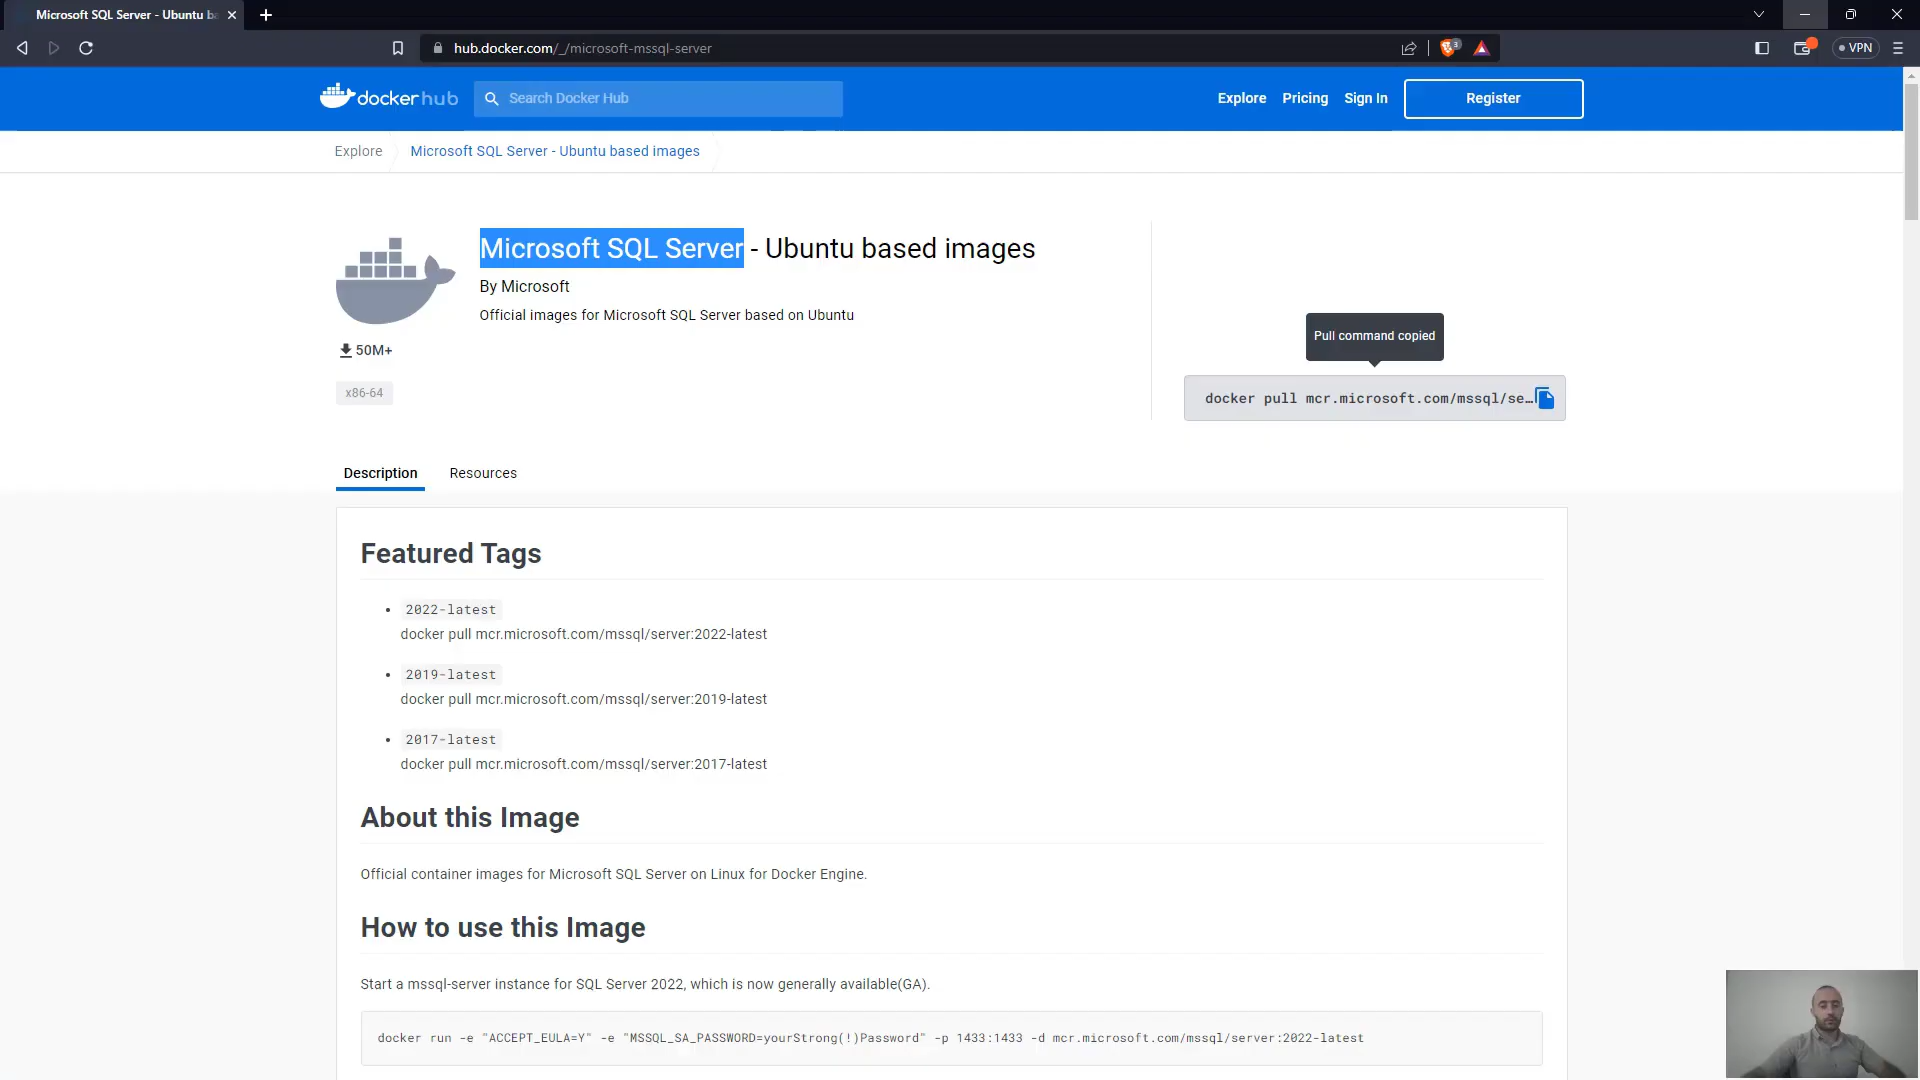 Microsoft SQL Server - Ubuntu ba
hub.docker.com/_/microsoft-mssql-server
3
VPN
dockerhub
Search Docker Hub
Explore
Pricing
Sign In
Register
Explore
Microsoft SQL Server - Ubuntu based images
Microsoft SQL Server - Ubuntu based images
By Microsoft
Official images for Microsoft SQL Server based on Ubuntu
50M+
x86-64
Pull command copied
docker pull mcr.microsoft.com/mssql/se…
Description
Resources
Featured Tags
2022-latest
docker pull mcr.microsoft.com/mssql/server:2022-latest
2019-latest
docker pull mcr.microsoft.com/mssql/server:2019-latest
2017-latest
docker pull mcr.microsoft.com/mssql/server:2017-latest
About this Image
Official container images for Microsoft SQL Server on Linux for Docker Engine.
How to use this Image
Start a mssql-server instance for SQL Server 2022, which is now generally available(GA).
docker run -e "ACCEPT_EULA=Y" -e "MSSQL_SA_PASSWORD=yourStrong(!)Password" -p 1433:1433 -d mcr.microsoft.com/mssql/server:2022-latest